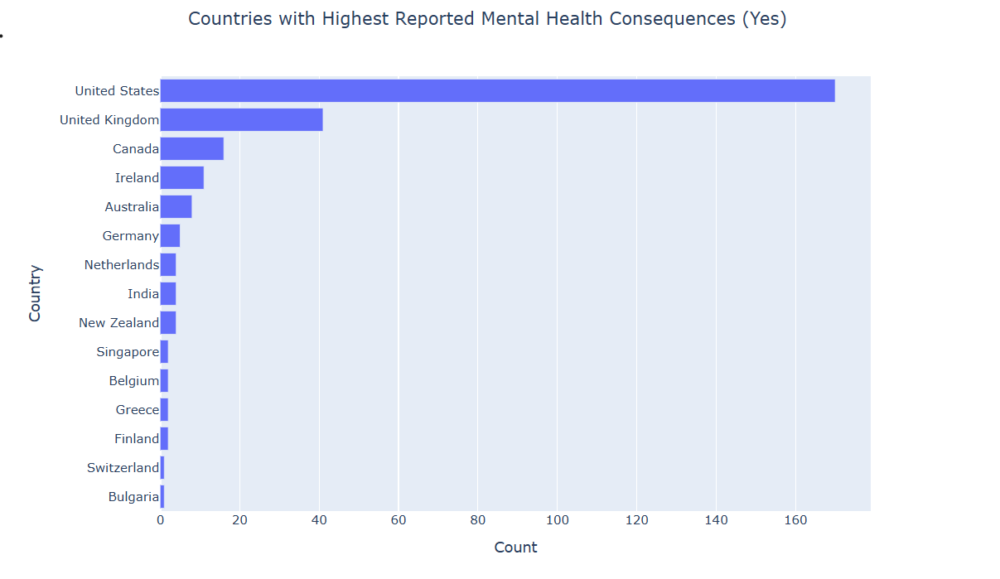 Countries with Highest Reported Mental Health Consequences (Yes)
Country
United States
United Kingdom
Canada
Ireland
Australia
Germany
Netherlands
India
New Zealand
Singapore
Belgium
Greece
Finland
Switzerland
Bulgaria
0 20 40 60 80 100 120 140 160
Count